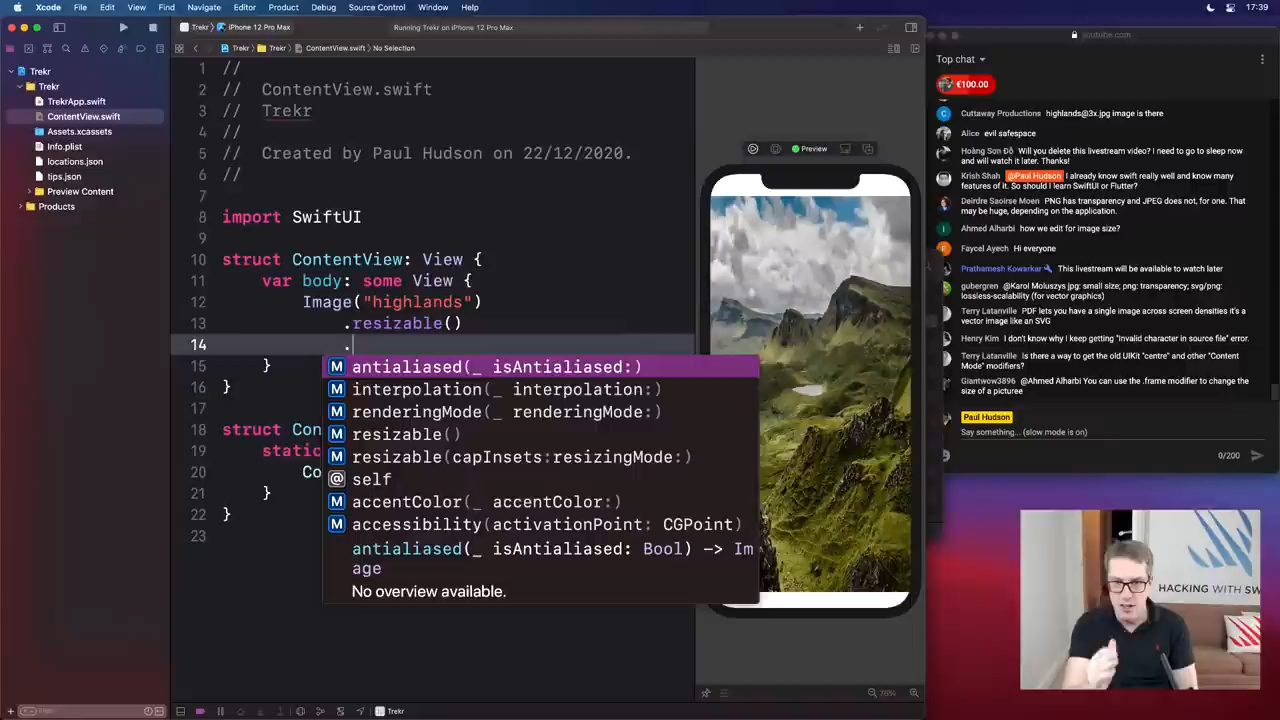 Xcode File Edit View Find Navigate Editor Product Debug Source Control Window Help
17:39
Trekr iPhone 12 Pro Max
Running Trekr on iPhone 12 Pro Max
Trekr Trekr ContentView.swift No Selection
Trekr
Trekr
TrekrApp.swift
ContentView.swift
Assets.xcassets
Info.plist
locations.json
tips.json
Preview Content
Products
1 //
2 // ContentView.swift
3 // Trekr
4 //
5 // Created by Paul Hudson on 22/12/2020.
6 //
7
8 import SwiftUI
9
10 struct ContentView: View {
11 var body: some View {
12 Image("highlands")
13 .resizable()
14 .
15 }
16 }
17
18 struct Con
19 static
20 Co
21 }
22 }
23
M antialiased(_ isAntialiased:)
M interpolation(_ interpolation:)
M renderingMode(_ renderingMode:)
M resizable()
M resizable(capInsets:resizingMode:)
@ self
M accentColor(_ accentColor:)
M accessibility(activationPoint: CGPoint)
antialiased(_ isAntialiased: Bool) -> Im
age
No overview available.
Preview
76%
Trekr
youtube.com
Top chat
€100.00
Cuttaway Productions highlands@3x.jpg image is there
Alice evil safespace
Hoàng Sơn Đỗ Will you delete this livestream video? I need to go to sleep now
and will watch it later. Thanks!
Krish Shah @Paul Hudson I already know swift really well and know many
features of it. So should I learn SwiftUI or Flutter?
Deirdre Saoirse Moen PNG has transparency and JPEG does not, for one. That
may be huge, depending on the application.
Ahmed Alharbi how we edit for image size?
Faycel Ayech Hi everyone
Prathamesh Kowarkar This livestream will be available to watch later
gubergren @Karol Moluszys jpg: small size; png: transparency; svg/png:
lossless-scalability (for vector graphics)
Terry Latanville PDF lets you have a single image across screen densities it's a
vector image like an SVG
Henry Kim I don't know why I keep getting "Invalid character in source file" error.
Terry Latanville Is there a way to get the old UIKit "centre" and other "Content
Mode" modifiers?
Giantwow3896 @Ahmed Alharbi You can use the .frame modifier to change the
size of a picturee
Paul Hudson
Say something... (slow mode is on)
0/200
HACKING WITH SW